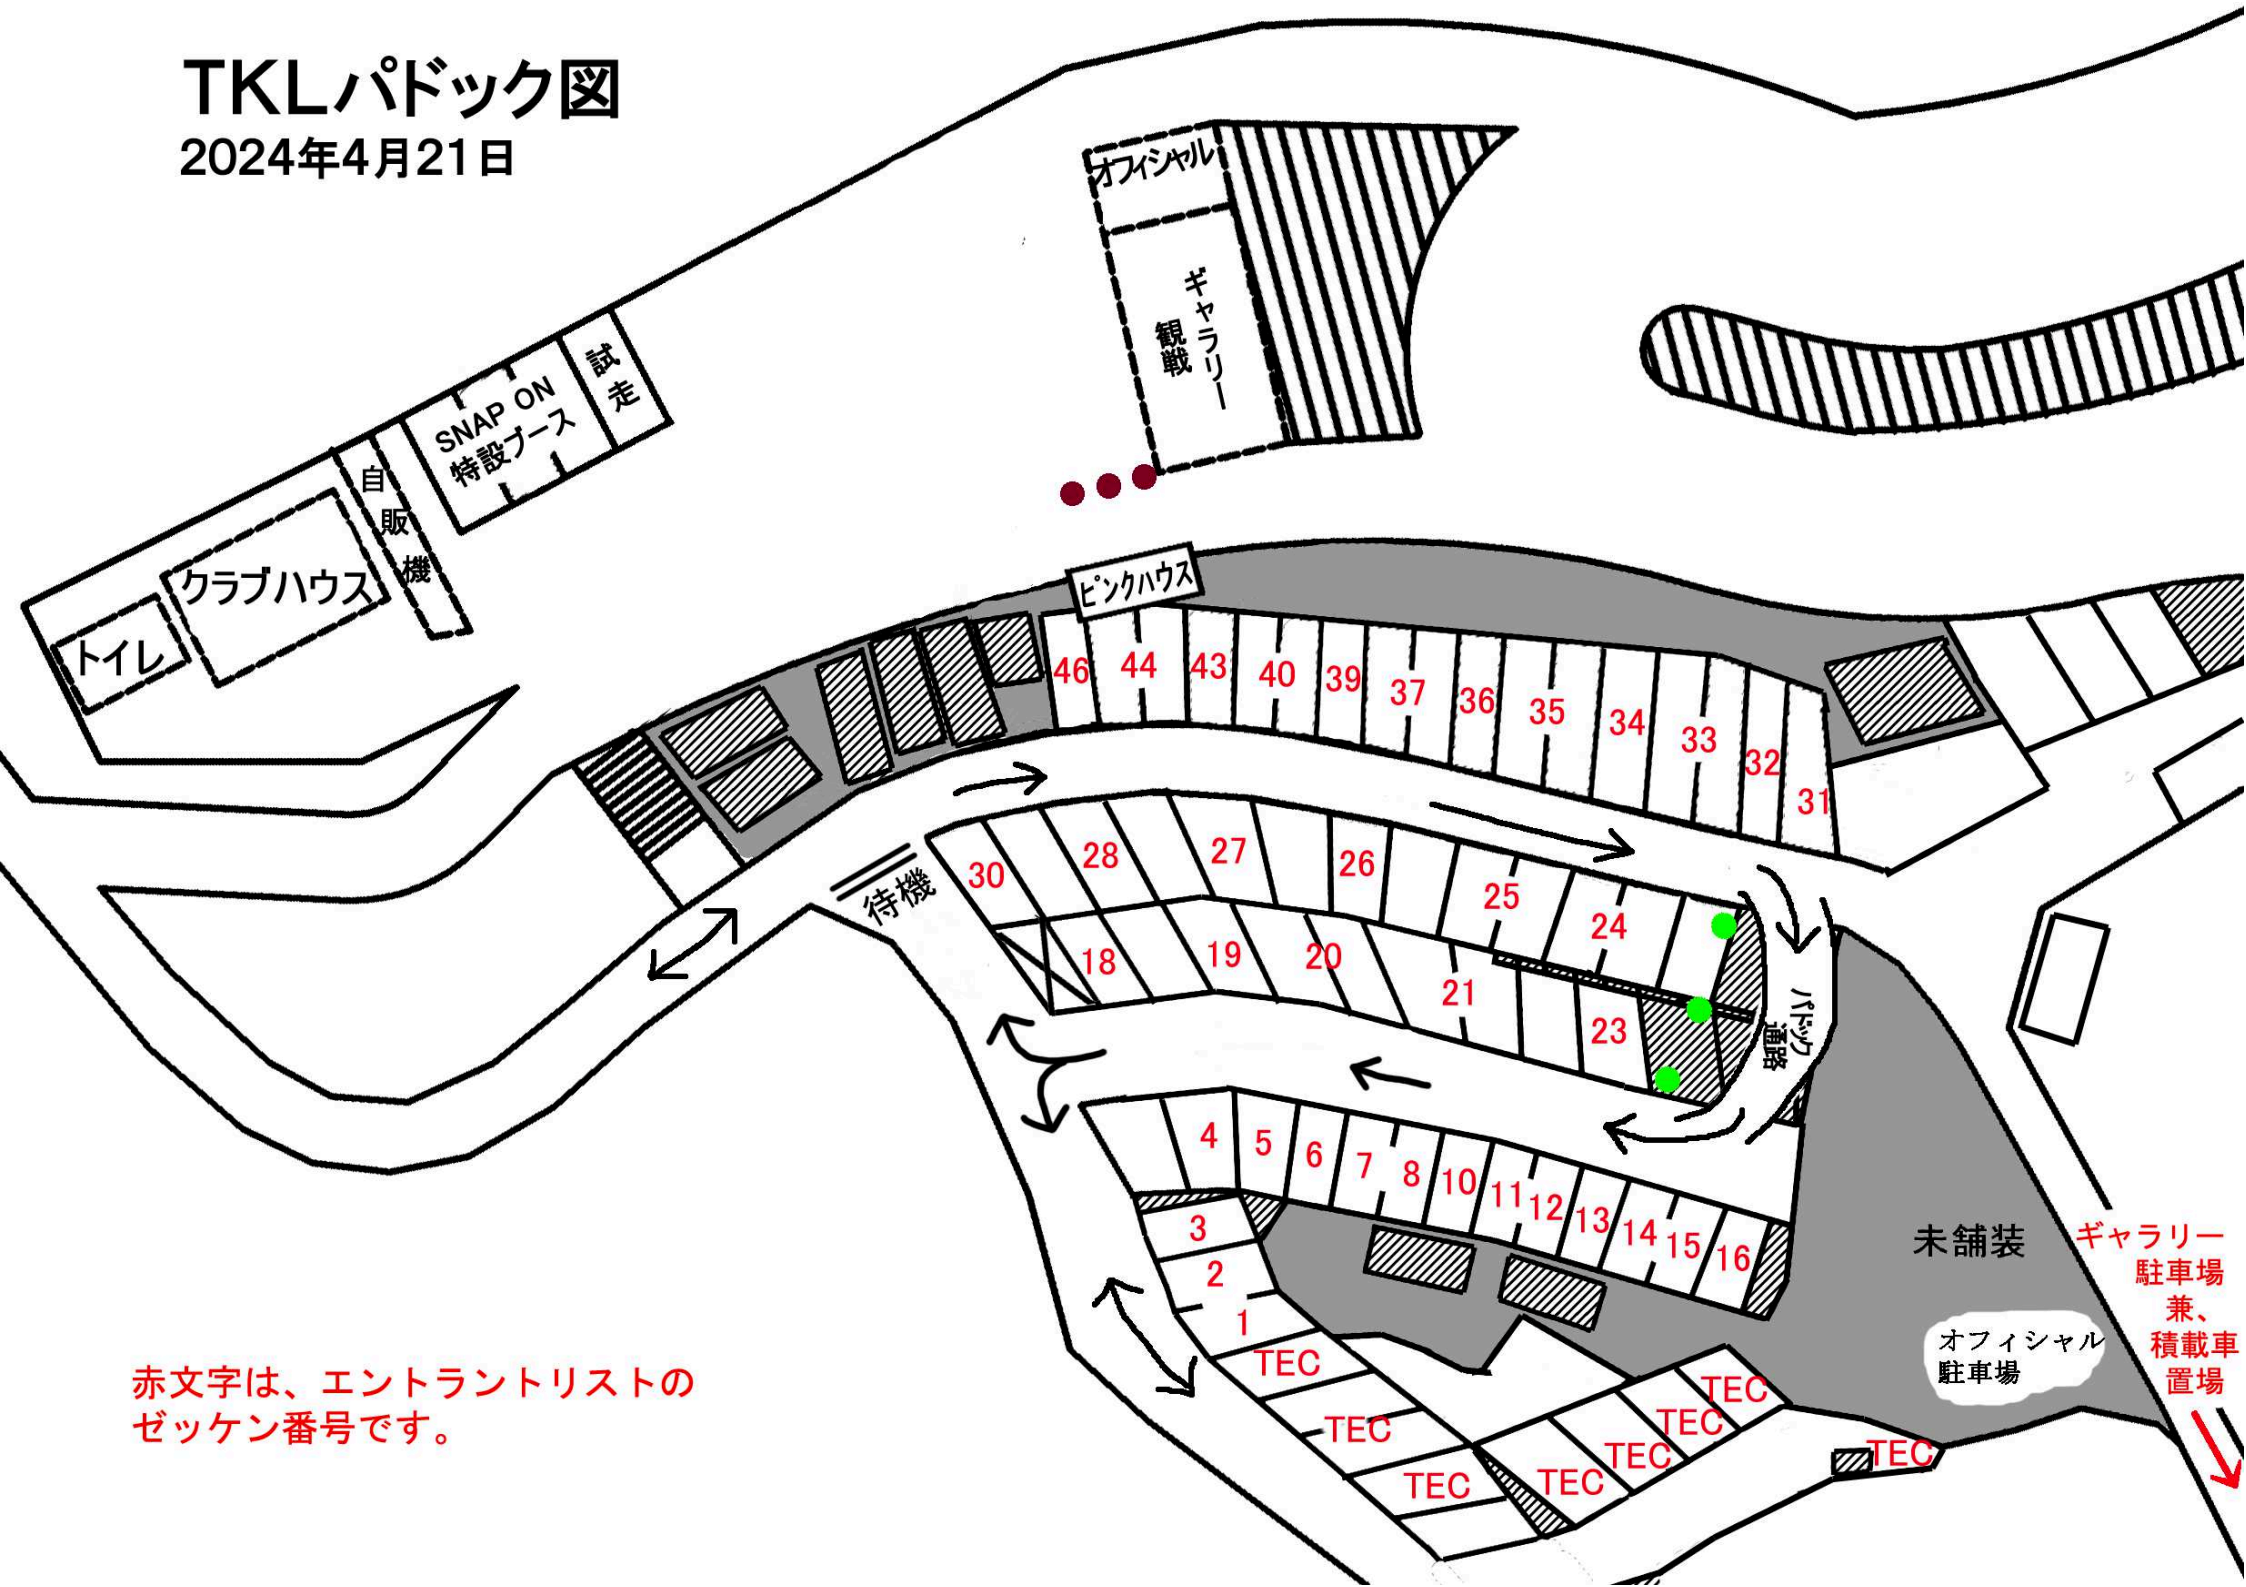 TKLパドック図
2024年4月21日
オフィシャル
ギャラリー
観戦
試走
SNAP ON
特設ブース
自販機
クラブハウス
トイレ
ピンクハウス
46
44
43
40
39
37
36
35
34
33
32
31
待機
30
28
27
26
25
24
18
19
20
21
23
パドック
通路
4
5
6
7
8
10
11
12
13
14
15
16
3
2
1
TEC
TEC
TEC
TEC
TEC
TEC
TEC
TEC
未舗装
オフィシャル
駐車場
ギャラリー
駐車場
兼、
積載車
置場
赤文字は、エントラントリストの
ゼッケン番号です。